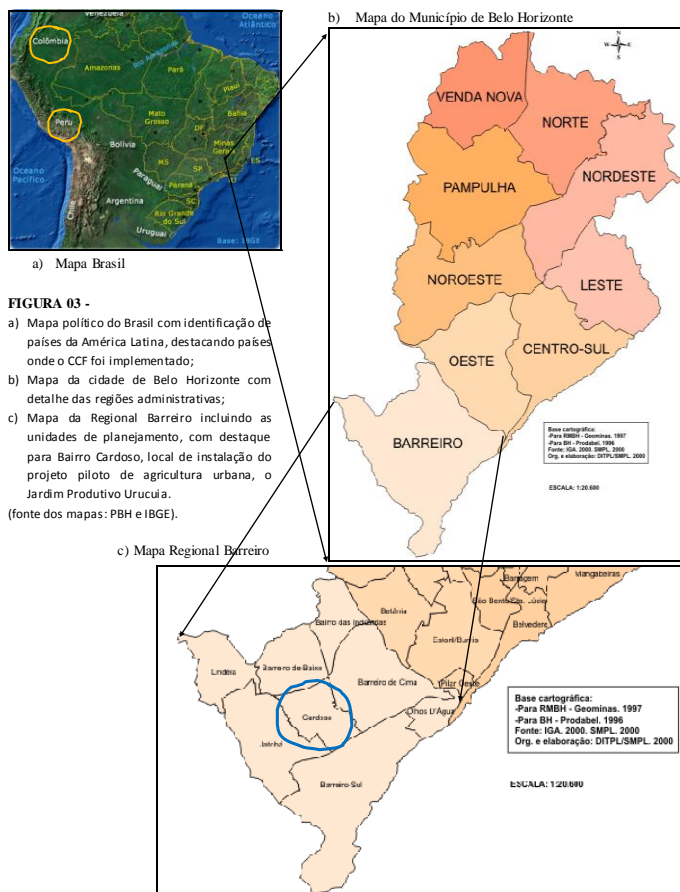 b) Mapa do Município de Belo Horizonte
Venezuela
Oceano
Atlântico
Colômbia
Rio Amazonas
Amazonas
Pará
Piauí
Peru
Mato
Grosso
Bahia
DF
Bolívia
Minas
Gerais
MS
ES
SP
RJ
Oceano
Pacífico
Paraguai
Paraná
SC
Chile
Argentina
Rio Grande
do Sul
Uruguai
Base: IBGE
a) Mapa Brasil
N
W
E
S
VENDA NOVA
NORTE
NORDESTE
PAMPULHA
NOROESTE
LESTE
OESTE
CENTRO-SUL
BARREIRO
Base cartográfica:
-Para RMBH - Geominas. 1997
-Para BH - Prodabel. 1996
Fonte: IGA. 2000. SMPL. 2000
Org. e elaboração: DITPL/SMPL. 2000
ESCALA: 1:20.600
FIGURA 03 -
a) Mapa político do Brasil com identificação de
países da América Latina, destacando países
onde o CCF foi implementado;
b) Mapa da cidade de Belo Horizonte com
detalhe das regiões administrativas;
c) Mapa da Regional Barreiro incluindo as
unidades de planejamento, com destaque
para Bairro Cardoso, local de instalação do
projeto piloto de agricultura urbana, o
Jardim Produtivo Urucuia.
(fonte dos mapas: PBH e IBGE).
c) Mapa Regional Barreiro
Barragem
Mangabeiras
São Bento/Sta. Lúcia
Betânia
Bairro das Indústrias
Belvedere
Lindéia
Barreiro de Baixo
Barreiro de Cima
Pilar Oeste
Cardoso
Olhos D'Água
Jatobá
Barreiro-Sul
Base cartográfica:
-Para RMBH - Geominas. 1997
-Para BH - Prodabel. 1996
Fonte: IGA. 2000. SMPL. 2000
Org. e elaboração: DITPL/SMPL. 2000
ESCALA: 1:20.600